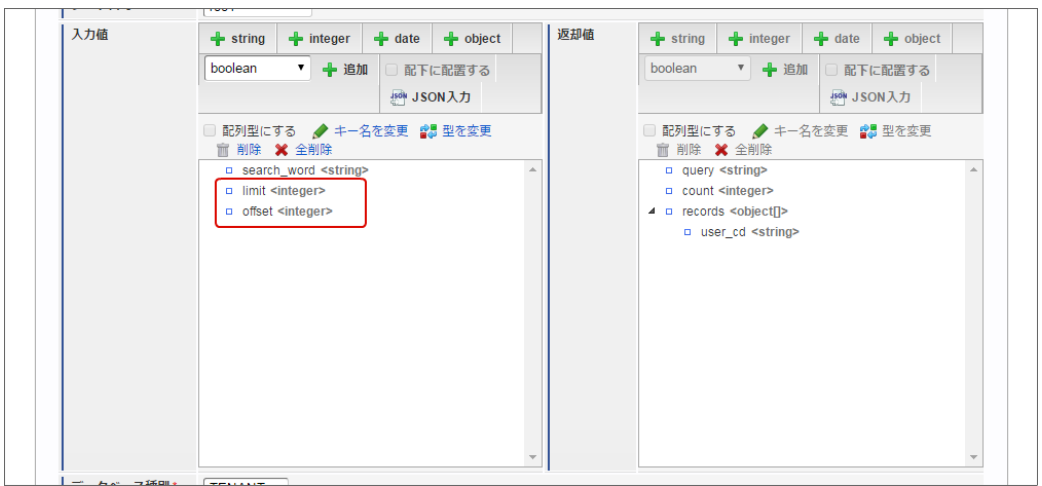 入力値
string integer date object
boolean 追加 配下に配置する
JSON入力
配列型にする キー名を変更 型を変更
削除 全削除
search_word <string>
limit <integer>
offset <integer>
返却値
string integer date object
boolean 追加 配下に配置する
JSON入力
配列型にする キー名を変更 型を変更
削除 全削除
query <string>
count <integer>
records <object[]>
user_cd <string>